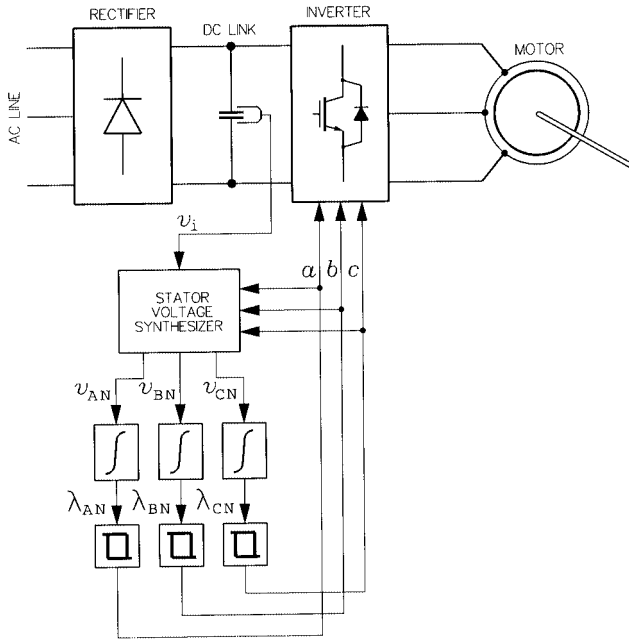 RECTIFIER
DC LINK
INVERTER
MOTOR
AC LINE
v_i
a b c
STATOR
VOLTAGE
SYNTHESIZER
v_AN v_BN v_CN
∫ ∫ ∫
λ_AN λ_BN λ_CN